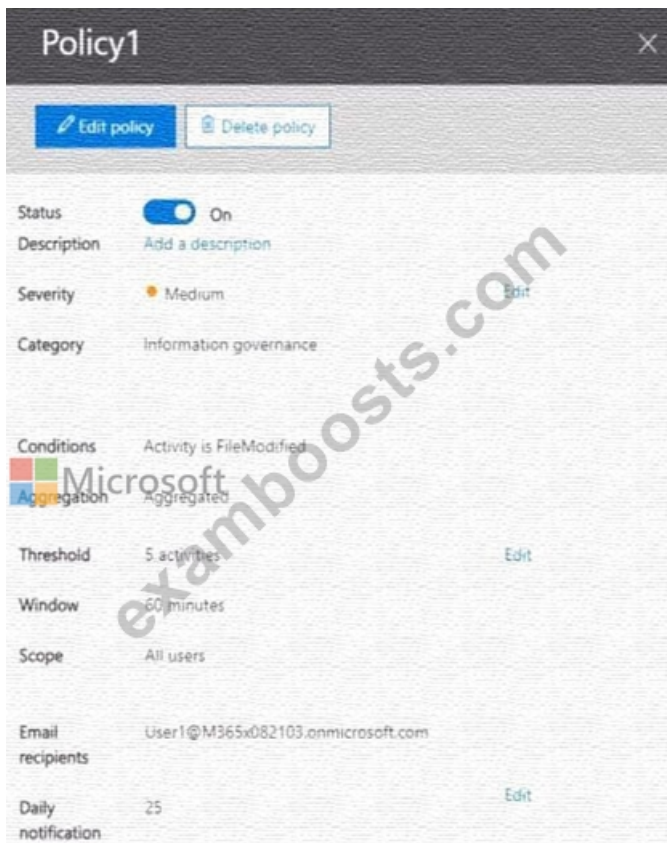 Policy1
Edit policy
Delete policy
Status On
Description Add a description
Severity Medium Edit
Category Information governance
Conditions Activity is FileModified
Microsoft
Aggregation Aggregated
Threshold 5 activities Edit
Window 60 minutes
Scope All users
Email recipients User1@M365x082103.onmicrosoft.com
Edit
Daily notification 25
examboosts.com